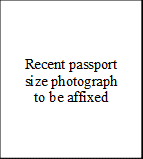 Recent passport
size photograph
to be affixed